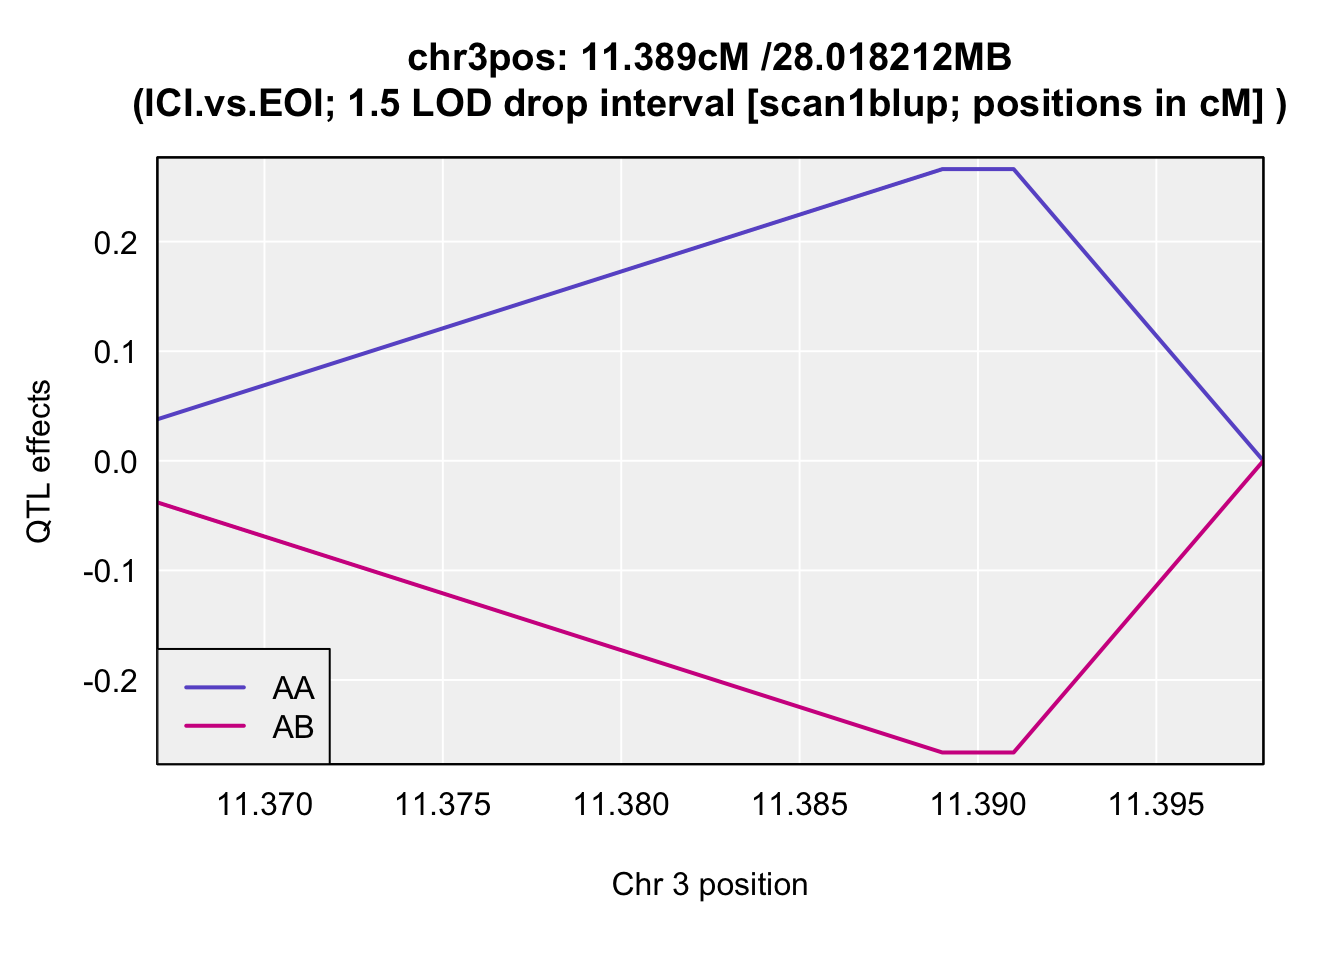 chr3pos: 11.389cM /28.018212MB
(ICI.vs.EOI; 1.5 LOD drop interval [scan1blup; positions in cM] )
QTL effects
0.2
0.1
0.0
-0.1
-0.2
AA
AB
11.370 11.375 11.380 11.385 11.390 11.395
Chr 3 position